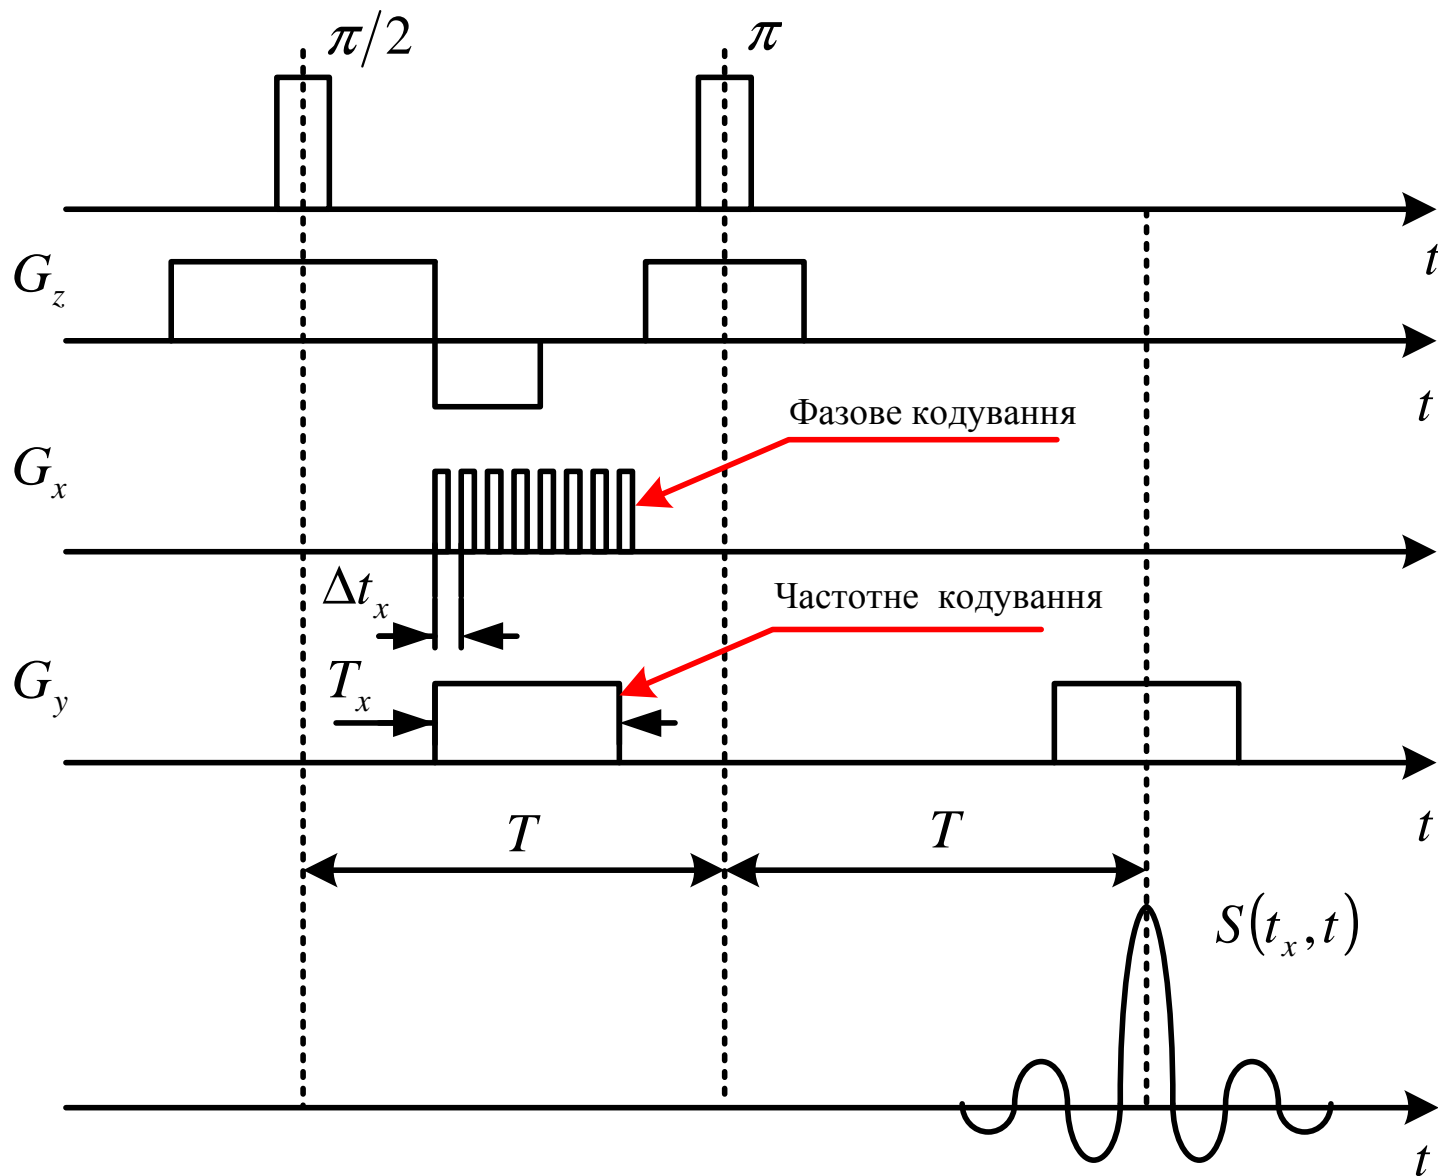 π/2
π
t
G_z
t
Фазове кодування
G_x
Δt_x
Частотне кодування
G_y
T_x
t
T
T
S(t_x, t)
t